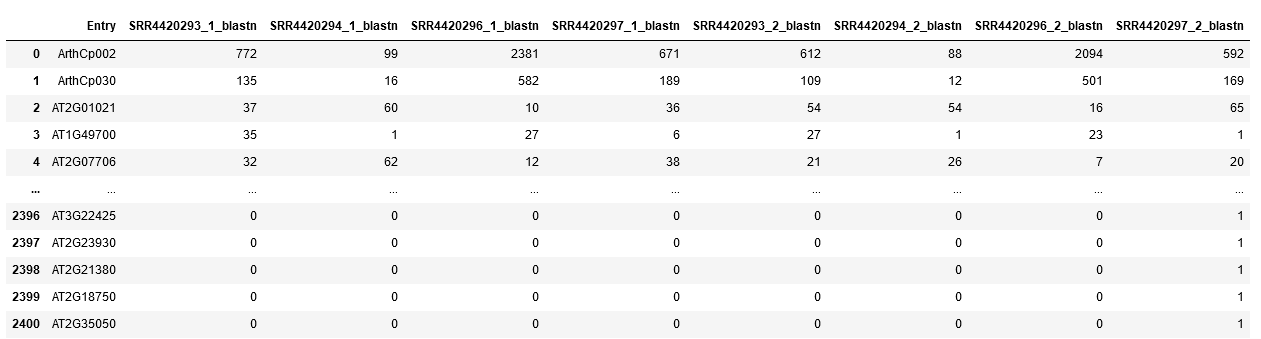 Entry SRR4420293_1_blastn SRR4420294_1_blastn SRR4420296_1_blastn SRR4420297_1_blastn SRR4420293_2_blastn SRR4420294_2_blastn SRR4420296_2_blastn SRR4420297_2_blastn
0 ArthCp002 772 99 2381 671 612 88 2094 592
1 ArthCp030 135 16 582 189 109 12 501 169
2 AT2G01021 37 60 10 36 54 54 16 65
3 AT1G49700 35 1 27 6 27 1 23 1
4 AT2G07706 32 62 12 38 21 26 7 20
... ... ... ... ... ... ... ... ... ...
2396 AT3G22425 0 0 0 0 0 0 0 1
2397 AT2G23930 0 0 0 0 0 0 0 1
2398 AT2G21380 0 0 0 0 0 0 0 1
2399 AT2G18750 0 0 0 0 0 0 0 1
2400 AT2G35050 0 0 0 0 0 0 0 1